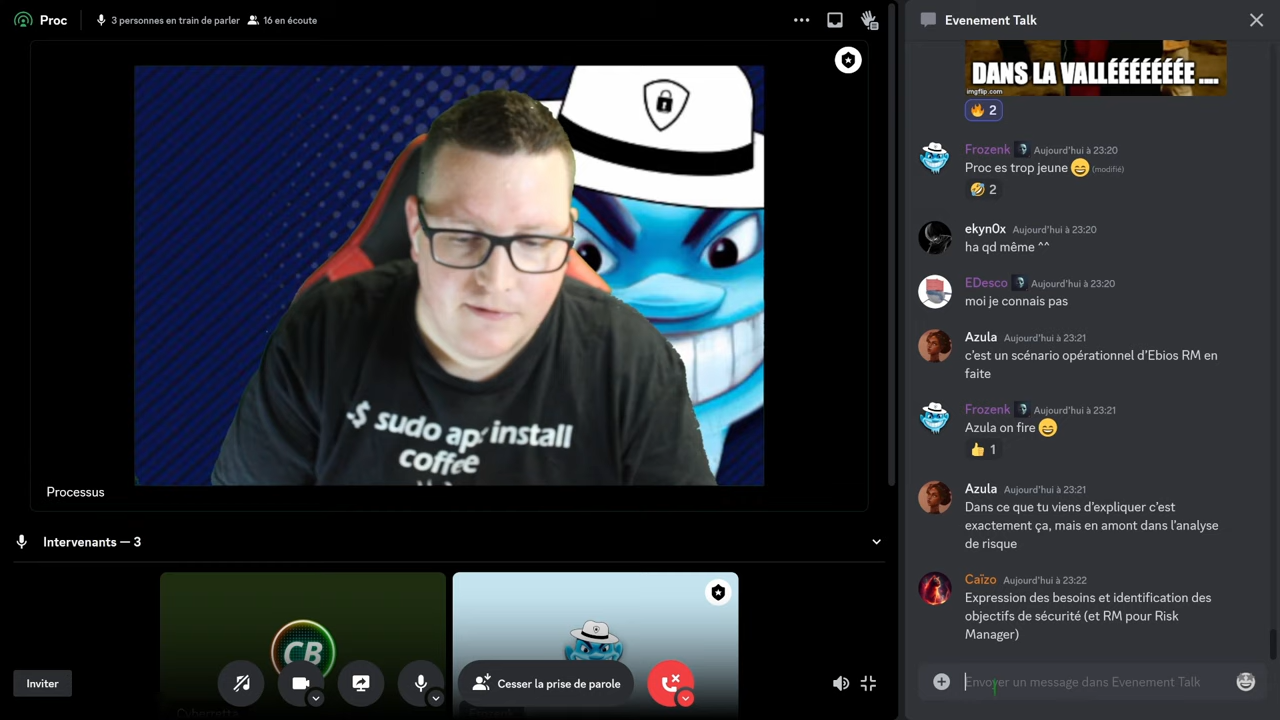 Proc
3 personnes en train de parler
16 en écoute
Evenement Talk
DANS LA VALLÉÉÉÉÉÉÉE ...
imgflip.com
2
Frozenk Aujourd'hui à 23:20
Proc es trop jeune (modifié)
2
ekyn0x Aujourd'hui à 23:20
ha qd même ^^
EDesco Aujourd'hui à 23:20
moi je connais pas
Azula Aujourd'hui à 23:21
c'est un scénario opérationnel d'Ebios RM en
faite
Frozenk Aujourd'hui à 23:21
Azula on fire
1
Azula Aujourd'hui à 23:21
Dans ce que tu viens d'expliquer c'est
exactement ça, mais en amont dans l'analyse
de risque
Caïzo Aujourd'hui à 23:22
Expression des besoins et identification des
objectifs de sécurité (et RM pour Risk
Manager)
Envoyer un message dans Evenement Talk
-$ sudo apt install
coffee
Processus
Intervenants — 3
CB
Inviter
Cesser la prise de parole